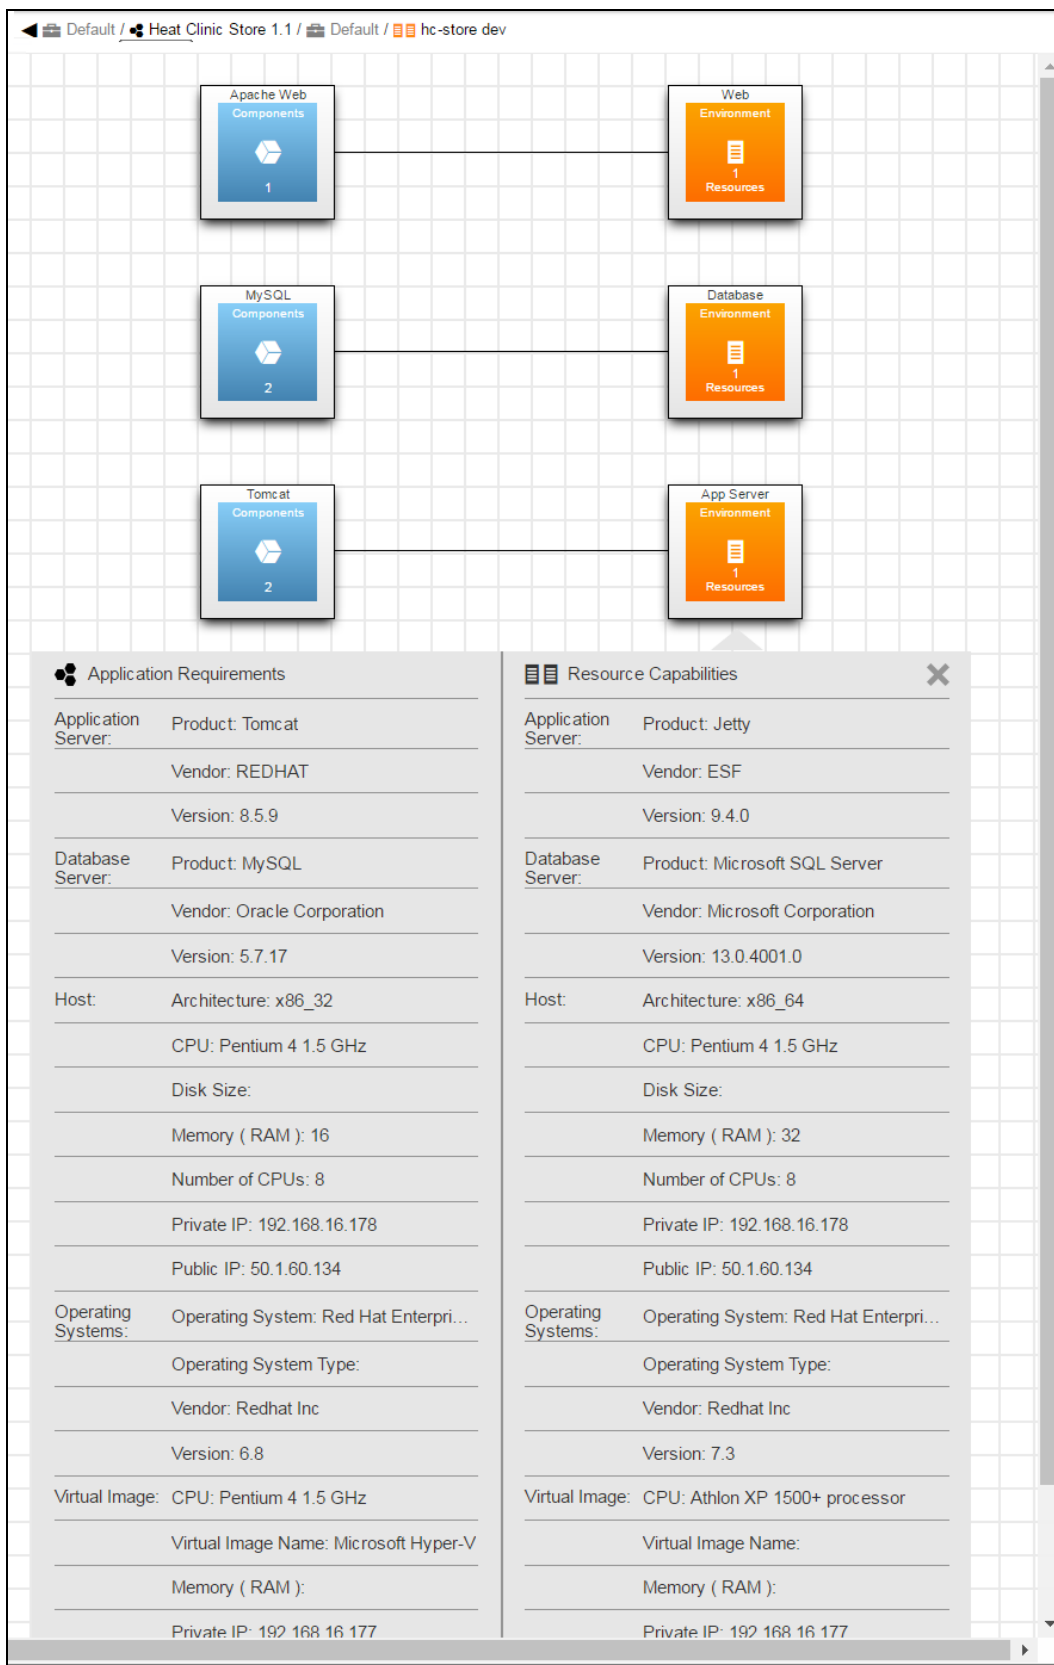 Default / Heat Clinic Store 1.1 / Default / hc-store dev
Apache Web
Components
1
Web
Environment
1
Resources
MySQL
Components
2
Database
Environment
1
Resources
Tomcat
Components
2
App Server
Environment
1
Resources
Application Requirements
Application Server:
Product: Tomcat
Vendor: REDHAT
Version: 8.5.9
Database Server:
Product: MySQL
Vendor: Oracle Corporation
Version: 5.7.17
Host:
Architecture: x86_32
CPU: Pentium 4 1.5 GHz
Disk Size:
Memory ( RAM ): 16
Number of CPUs: 8
Private IP: 192.168.16.178
Public IP: 50.1.60.134
Operating Systems:
Operating System: Red Hat Enterpri...
Operating System Type:
Vendor: Redhat Inc
Version: 6.8
Virtual Image:
CPU: Pentium 4 1.5 GHz
Virtual Image Name: Microsoft Hyper-V
Memory ( RAM ):
Private IP: 192.168.16.177
Resource Capabilities
Application Server:
Product: Jetty
Vendor: ESF
Version: 9.4.0
Database Server:
Product: Microsoft SQL Server
Vendor: Microsoft Corporation
Version: 13.0.4001.0
Host:
Architecture: x86_64
CPU: Pentium 4 1.5 GHz
Disk Size:
Memory ( RAM ): 32
Number of CPUs: 8
Private IP: 192.168.16.178
Public IP: 50.1.60.134
Operating Systems:
Operating System: Red Hat Enterpri...
Operating System Type:
Vendor: Redhat Inc
Version: 7.3
Virtual Image:
CPU: Athlon XP 1500+ processor
Virtual Image Name:
Memory ( RAM ):
Private IP: 192.168.16.177